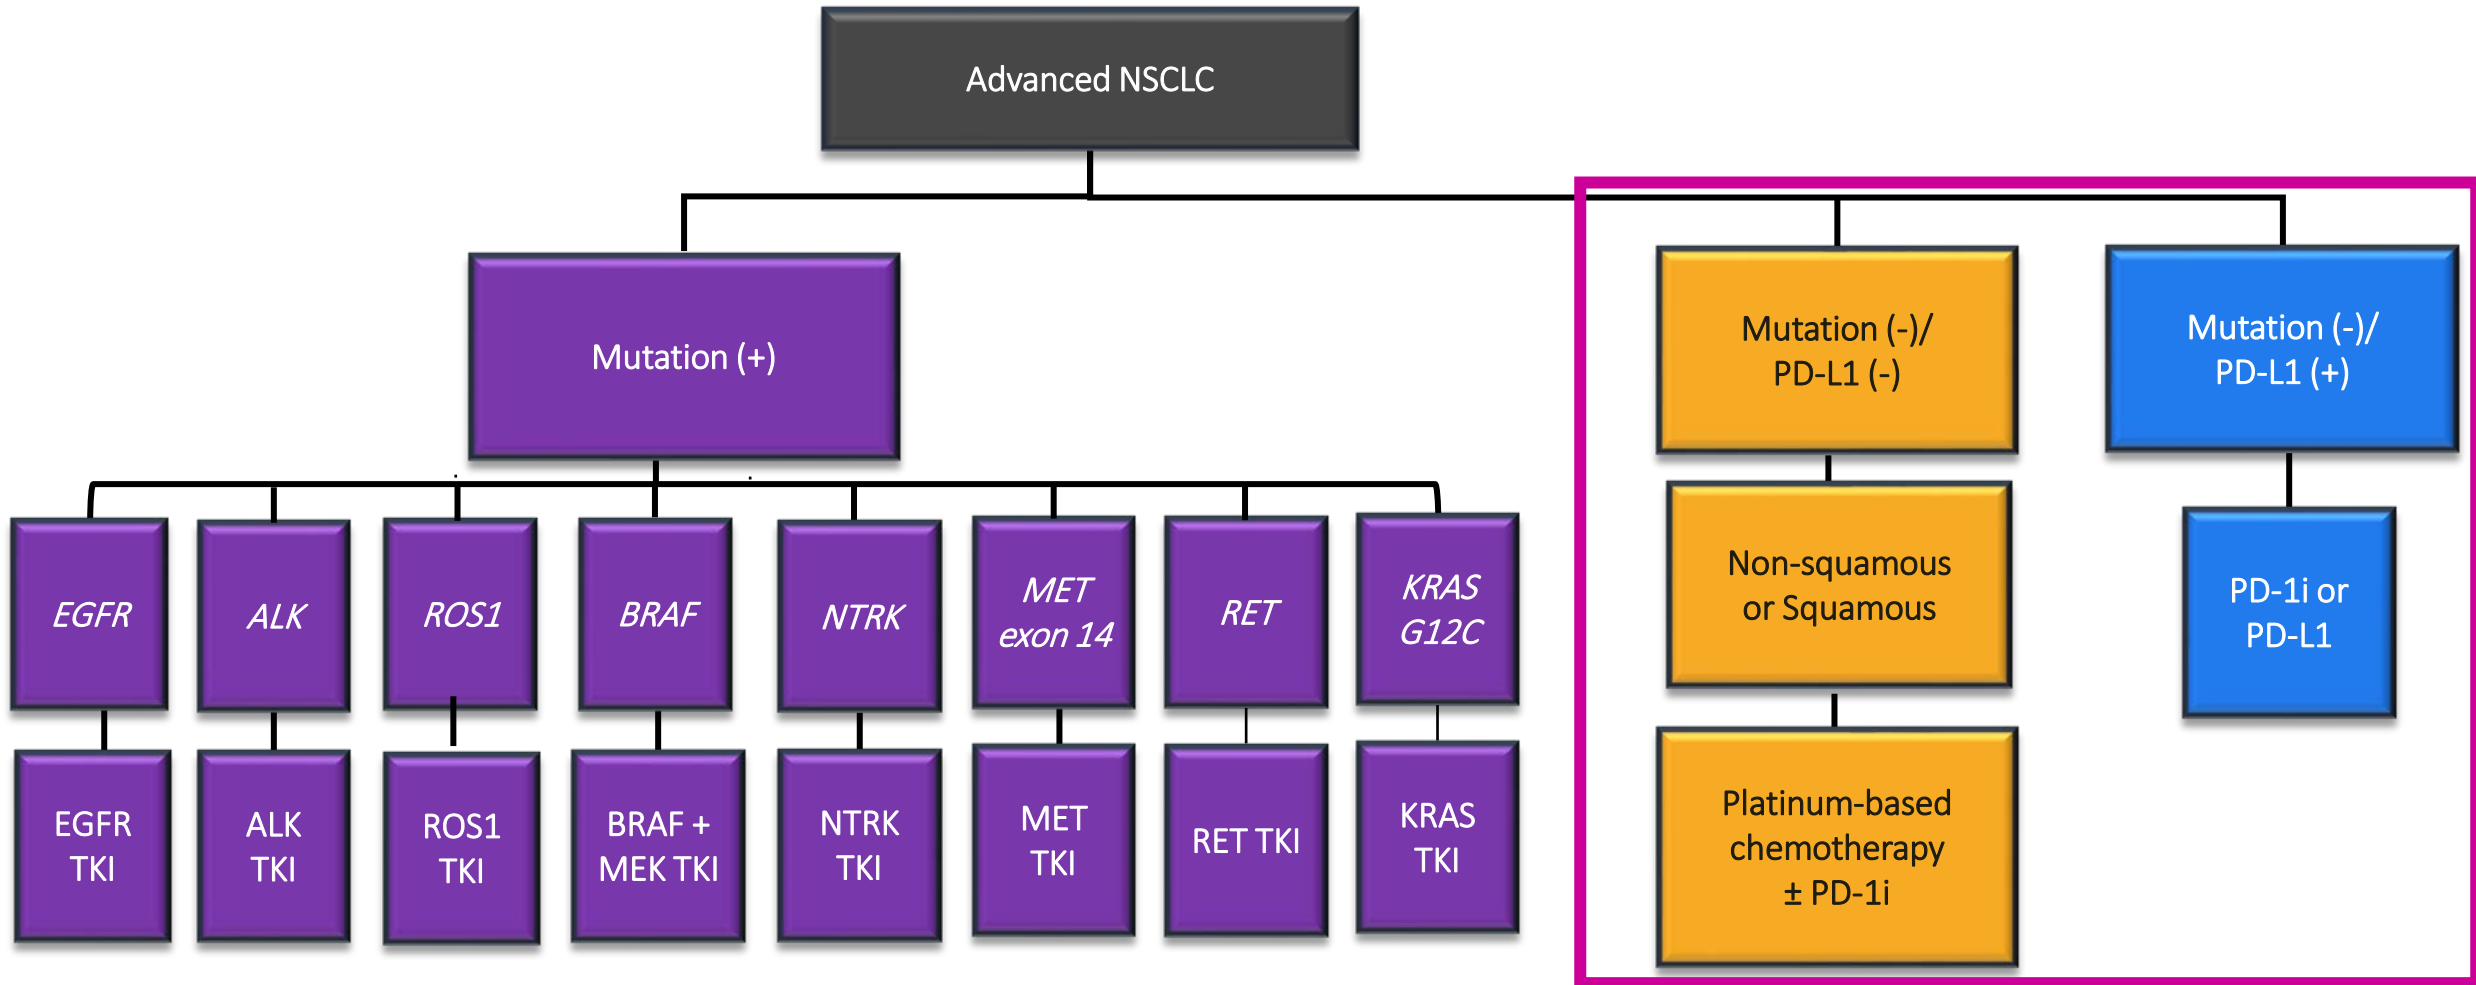 Advanced NSCLC
Mutation (+)
Mutation (-)/
PD-L1 (-)
Mutation (-)/
PD-L1 (+)
EGFR
ALK
ROS1
BRAF
NTRK
MET
exon 14
RET
KRAS
G12C
Non-squamous
or Squamous
PD-1i or
PD-L1
EGFR
TKI
ALK
TKI
ROS1
TKI
BRAF +
MEK TKI
NTRK
TKI
MET
TKI
RET TKI
KRAS
TKI
Platinum-based
chemotherapy
± PD-1i